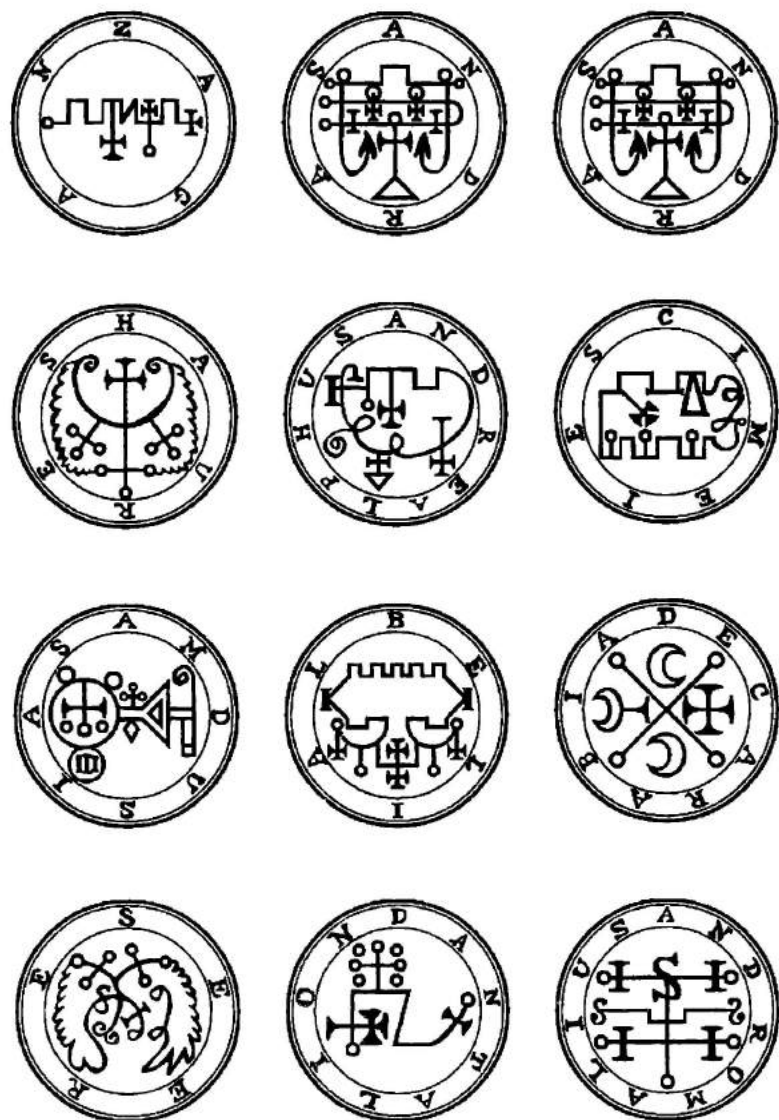 ZAGAN
ANDRAS
ANDRAS
HAURES
ANDREALPHUS
CIMEIES
AMDUSIAS
BELIAL
DECARABIA
SEERE
DANTALION
ANDROMALIUS